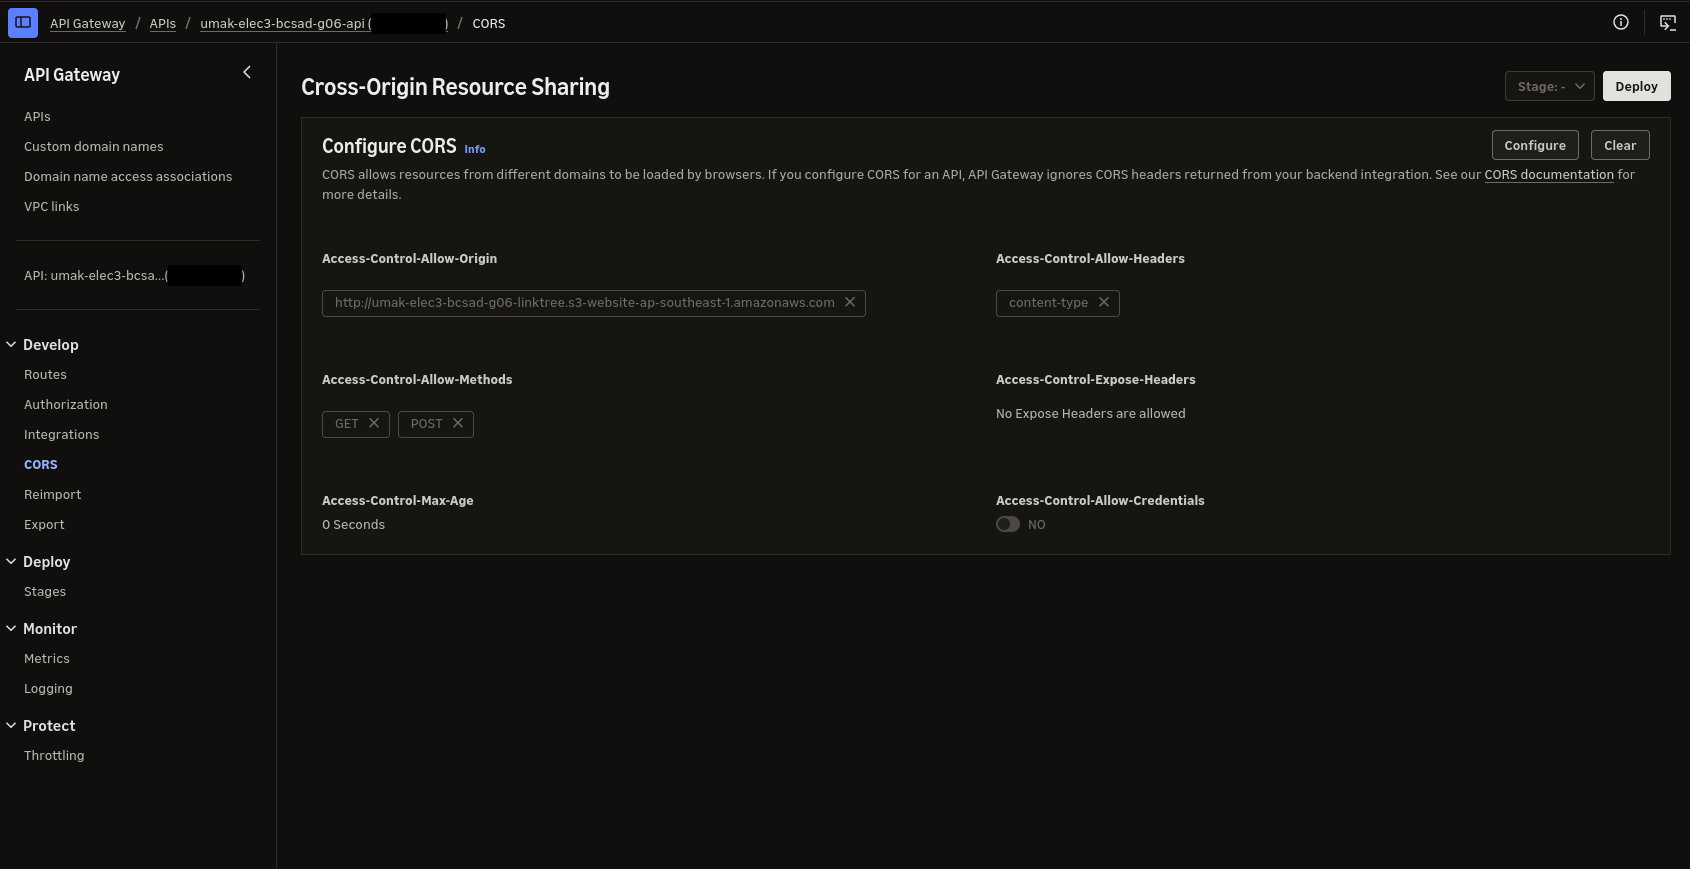 API Gateway / APIs / umak-elec3-bcsad-g06-api ( ) / CORS
API Gateway
APIs
Custom domain names
Domain name access associations
VPC links
API: umak-elec3-bcsa...( )
Develop
Routes
Authorization
Integrations
CORS
Reimport
Export
Deploy
Stages
Monitor
Metrics
Logging
Protect
Throttling
Cross-Origin Resource Sharing
Stage: -
Deploy
Configure CORS Info
Configure
Clear
CORS allows resources from different domains to be loaded by browsers. If you configure CORS for an API, API Gateway ignores CORS headers returned from your backend integration. See our CORS documentation for
more details.
Access-Control-Allow-Origin
http://umak-elec3-bcsad-g06-linktree.s3-website-ap-southeast-1.amazonaws.com
Access-Control-Allow-Headers
content-type
Access-Control-Allow-Methods
GET
POST
Access-Control-Expose-Headers
No Expose Headers are allowed
Access-Control-Max-Age
0 Seconds
Access-Control-Allow-Credentials
NO